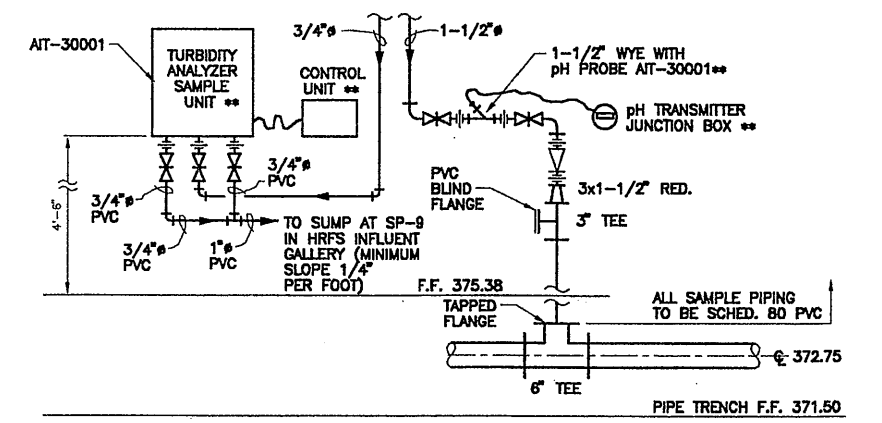 AIT-30001
TURBIDITY
ANALYZER
SAMPLE
UNIT **
CONTROL
UNIT **
3/4"ø
1-1/2"ø
1-1/2" WYE WITH
pH PROBE AIT-30001**
pH TRANSMITTER
JUNCTION BOX **
4'-6"
3/4"ø
PVC
3/4"ø
PVC
3/4"ø
PVC
1"ø
PVC
TO SUMP AT SP-9
IN HRFS INFLUENT
GALLERY (MINIMUM
SLOPE 1/4"
PER FOOT)
PVC
BLIND
FLANGE
3x1-1/2" RED.
3" TEE
F.F. 375.38
TAPPED
FLANGE
ALL SAMPLE PIPING
TO BE SCHED. 80 PVC
℄ 372.75
6" TEE
PIPE TRENCH F.F. 371.50